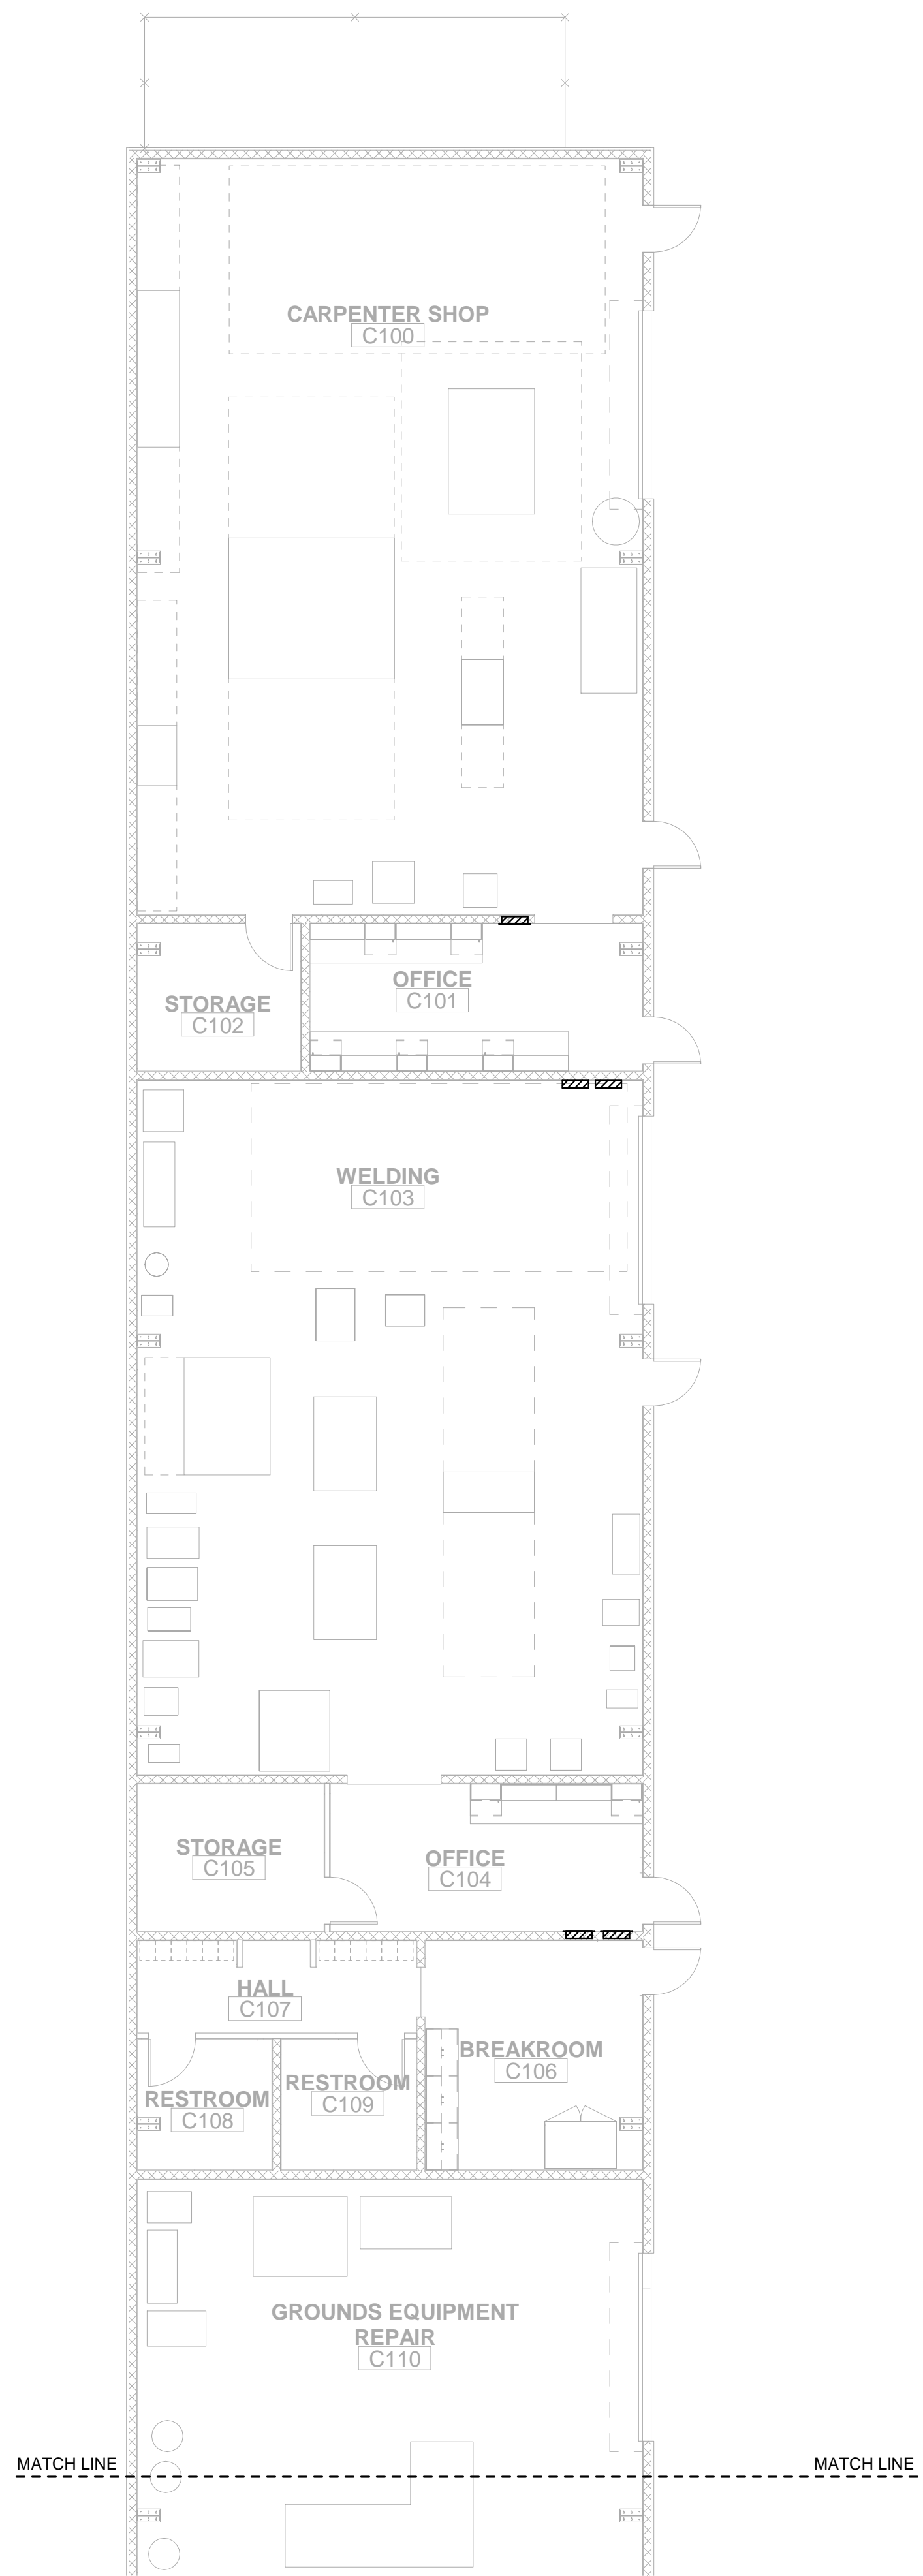 CARPENTER SHOP
C100
OFFICE
C101
STORAGE
C102
WELDING
C103
STORAGE
C105
OFFICE
C104
HALL
C107
BREAKROOM
C106
RESTROOM
C108
RESTROOM
C109
GROUNDS EQUIPMENT
REPAIR
C110
MATCH LINE
MATCH LINE